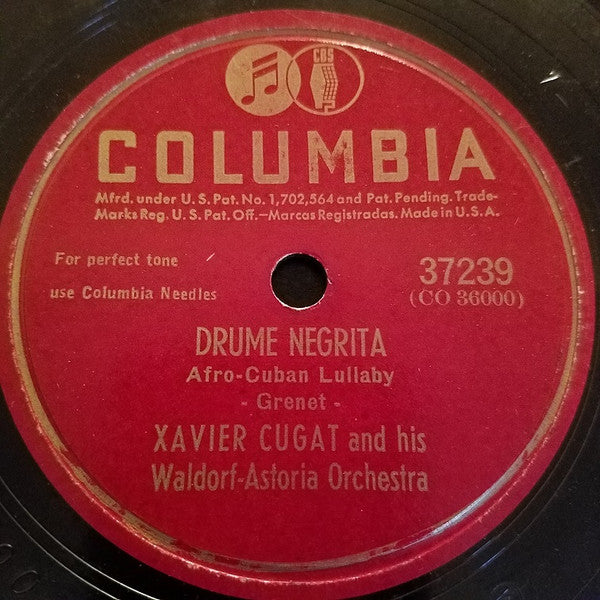 CBS
COLUMBIA
Mfrd. under U. S. Pat. No. 1,702,564 and Pat. Pending. Trade-
Marks Reg. U. S. Pat. Off.—Marcas Registradas. Made in U. S. A.
For perfect tone
use Columbia Needles
37239
(CO 36000)
DRUME NEGRITA
Afro-Cuban Lullaby
- Grenet -
XAVIER CUGAT and his
Waldorf-Astoria Orchestra